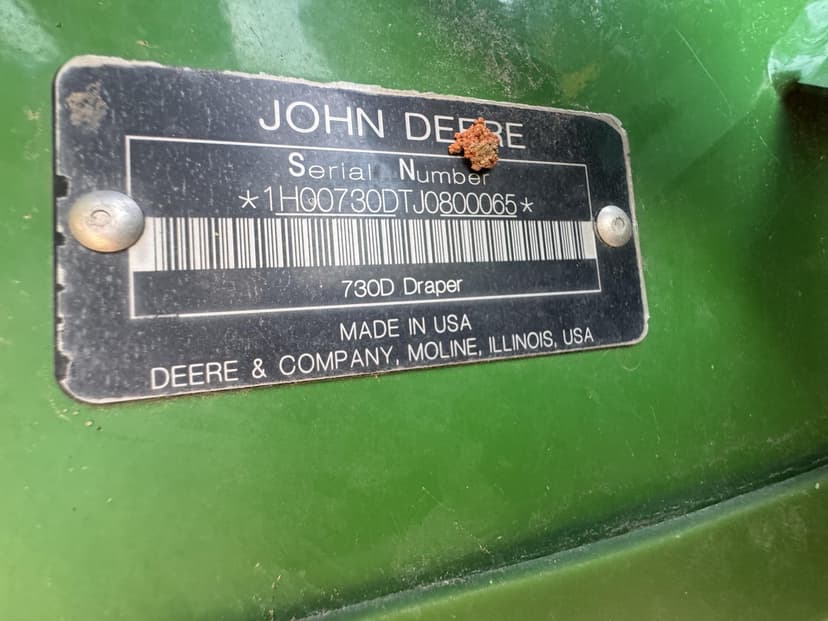 JOHN DEERE
Serial Number
*1H00730DTJ0800065*
730D Draper
MADE IN USA
DEERE & COMPANY, MOLINE, ILLINOIS, USA